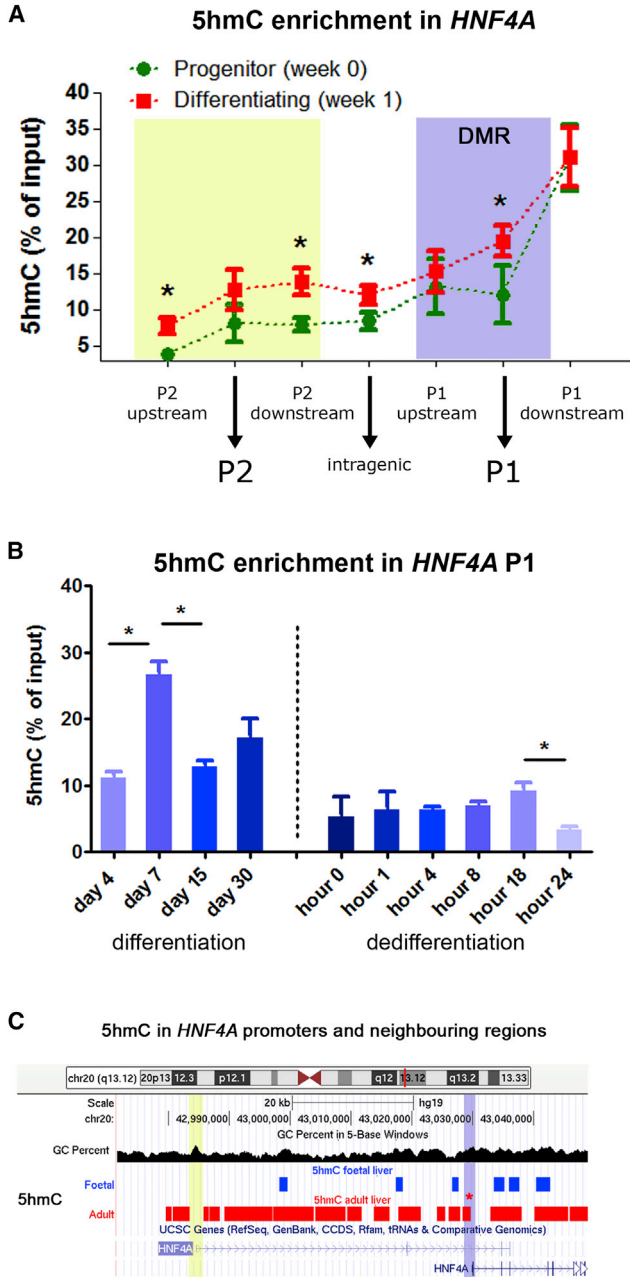 A
5hmC enrichment in HNF4A
Progenitor (week 0)
Differentiating (week 1)
5hmC (% of input)
40
35
30
25
20
15
10
5
DMR
*
*
*
*
P2 upstream
P2 downstream
P1 upstream
P1 downstream
P2
intragenic
P1
B
5hmC enrichment in HNF4A P1
5hmC (% of input)
40
30
20
10
0
*
*
*
day 4
day 7
day 15
day 30
hour 0
hour 1
hour 4
hour 8
hour 18
hour 24
differentiation
dedifferentiation
C
5hmC in HNF4A promoters and neighbouring regions
chr20 (q13.12) 20p13 12.3 p12.1 q12 13.12 q13.2 13.33
Scale 20 kb hg19
chr20: 42,990,000 43,000,000 43,010,000 43,020,000 43,030,000 43,040,000
GC Percent in 5-Base Windows
GC Percent
5hmC foetal liver
Foetal
5hmC
5hmC adult liver *
Adult
UCSC Genes (RefSeq, GenBank, CCDS, Rfam, tRNAs & Comparative Genomics)
HNF4A
HNF4A